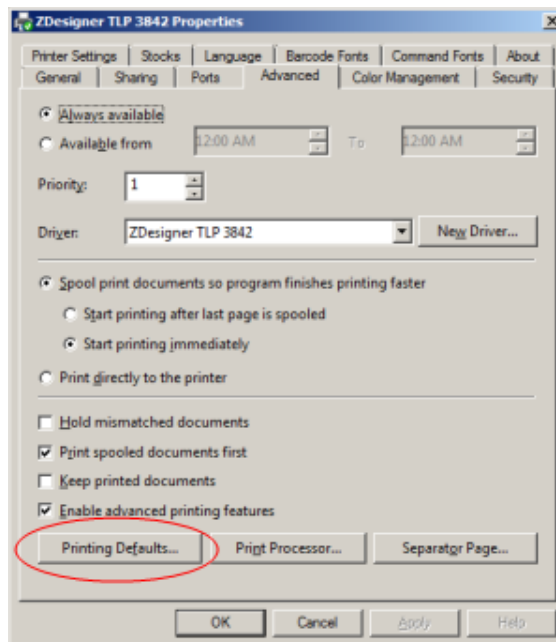 ZDesigner TLP 3842 Properties
Printer Settings Stocks Language Barcode Fonts Command Fonts About
General Sharing Ports Advanced Color Management Security
Always available
Available from 12:00 AM To 12:00 AM
Priority: 1
Driver: ZDesigner TLP 3842 New Driver...
Spool print documents so program finishes printing faster
Start printing after last page is spooled
Start printing immediately
Print directly to the printer
Hold mismatched documents
Print spooled documents first
Keep printed documents
Enable advanced printing features
Printing Defaults... Print Processor... Separator Page...
OK Cancel Apply Help